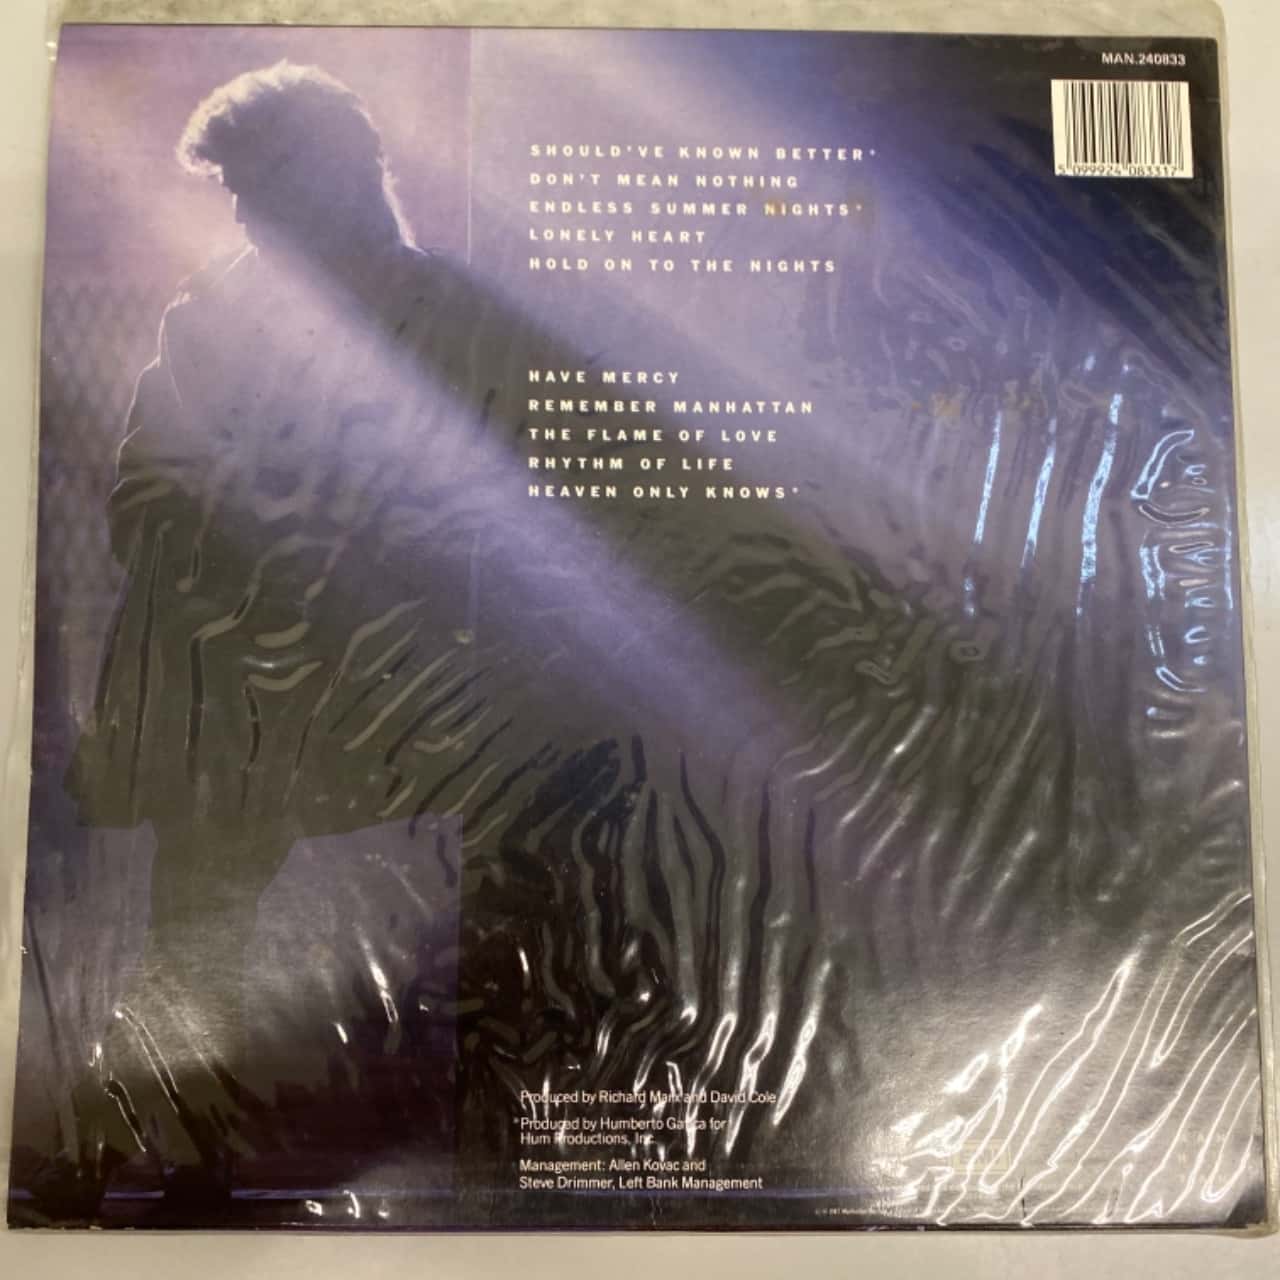 MAN.240833
5 099924 083317
SHOULD'VE KNOWN BETTER*
DON'T MEAN NOTHING
ENDLESS SUMMER NIGHTS*
LONELY HEART
HOLD ON TO THE NIGHTS
HAVE MERCY
REMEMBER MANHATTAN
THE FLAME OF LOVE
RHYTHM OF LIFE
HEAVEN ONLY KNOWS*
Produced by Richard Marx and David Cole
*Produced by Humberto Gatica for
Hum Productions, Inc.
Management: Allen Kovac and
Steve Drimmer, Left Bank Management